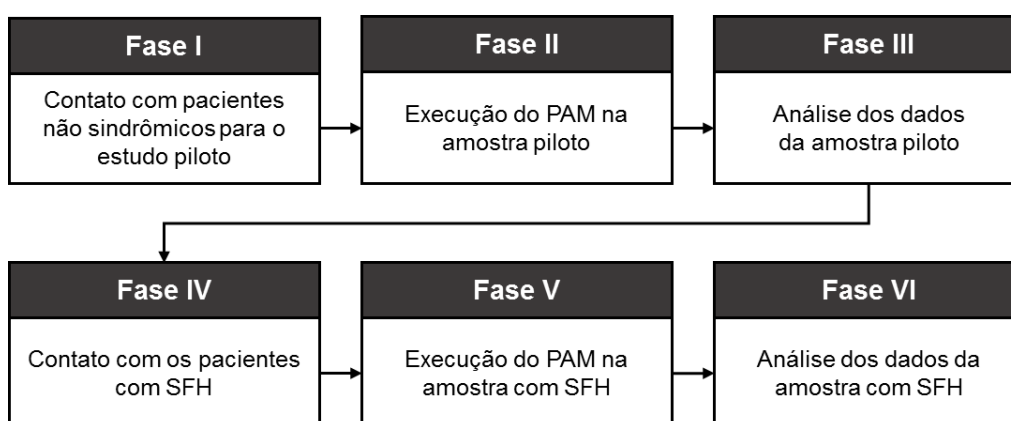 Fase I
Contato com pacientes
não sindrômicos para o
estudo piloto
Fase II
Execução do PAM na
amostra piloto
Fase III
Análise dos dados
da amostra piloto
Fase IV
Contato com os pacientes
com SFH
Fase V
Execução do PAM na
amostra com SFH
Fase VI
Análise dos dados da
amostra com SFH